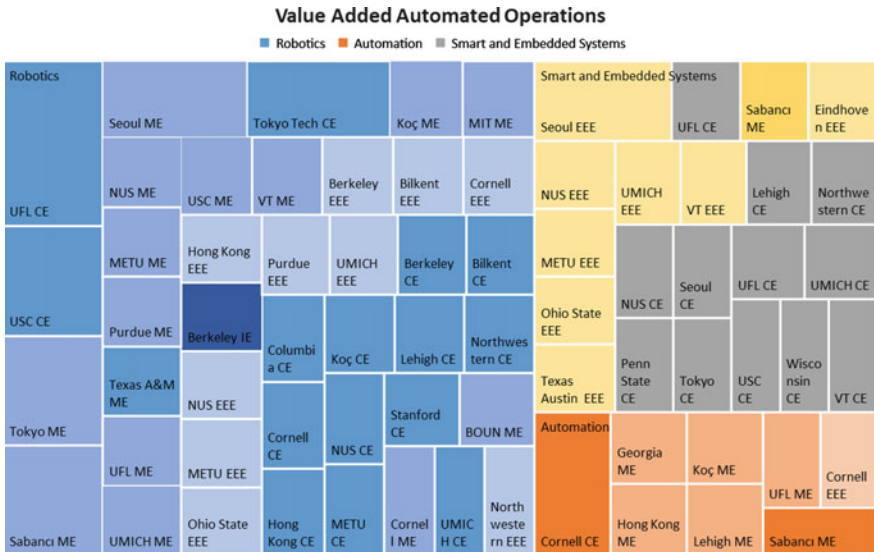 Value Added Automated Operations
Robotics
Automation
Smart and Embedded Systems
Robotics
UFL CE
USC CE
Tokyo ME
Sabancı ME
Seoul ME
Tokyo Tech CE
Koç ME
MIT ME
NUS ME
USC ME
VT ME
Berkeley
EEE
Bilkent
EEE
Cornell
EEE
METU ME
Hong Kong
EEE
Purdue
EEE
UMICH
EEE
Berkeley
CE
Bilkent
CE
Purdue ME
Berkeley IE
Columbi
a CE
Koç CE
Lehigh CE
Northwe
stern CE
Texas A&M
ME
NUS EEE
Cornell
CE
NUS CE
Stanford
CE
BOUN ME
UFL ME
METU EEE
UMICH ME
Ohio State
EEE
Hong
Kong CE
METU
CE
Cornel
l ME
UMIC
H CE
North
weste
rn EEE
Smart and Embedded Systems
Seoul EEE
UFL CE
Sabancı
ME
Eindhove
n EEE
NUS EEE
UMICH
EEE
VT EEE
Lehigh
CE
Northwe
stern CE
METU EEE
NUS CE
Seoul
CE
UFL CE
UMICH CE
Ohio State
EEE
Texas
Austin EEE
Penn
State
CE
Tokyo
CE
USC
CE
Wisco
nsin
CE
VT CE
Automation
Cornell CE
Georgia
ME
Koç ME
UFL ME
Cornell
EEE
Hong Kong
ME
Lehigh ME
Sabancı ME